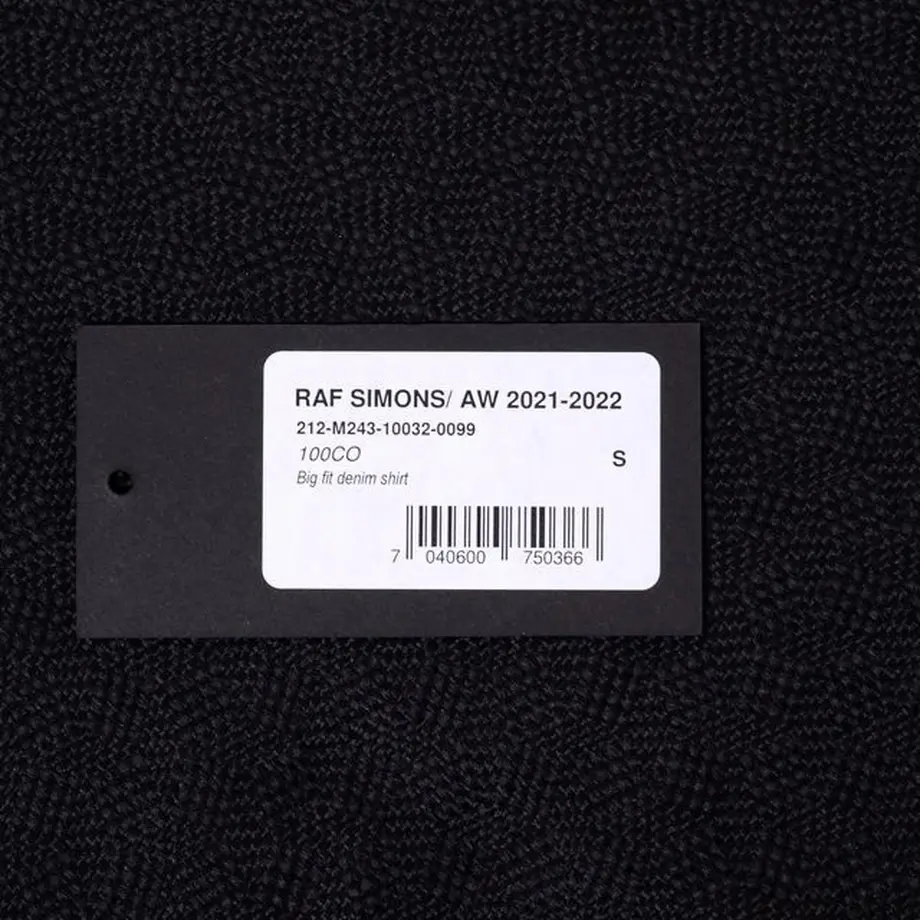 RAF SIMONS/ AW 2021-2022
212-M243-10032-0099
100CO
S
Big fit denim shirt
7 040600 750366